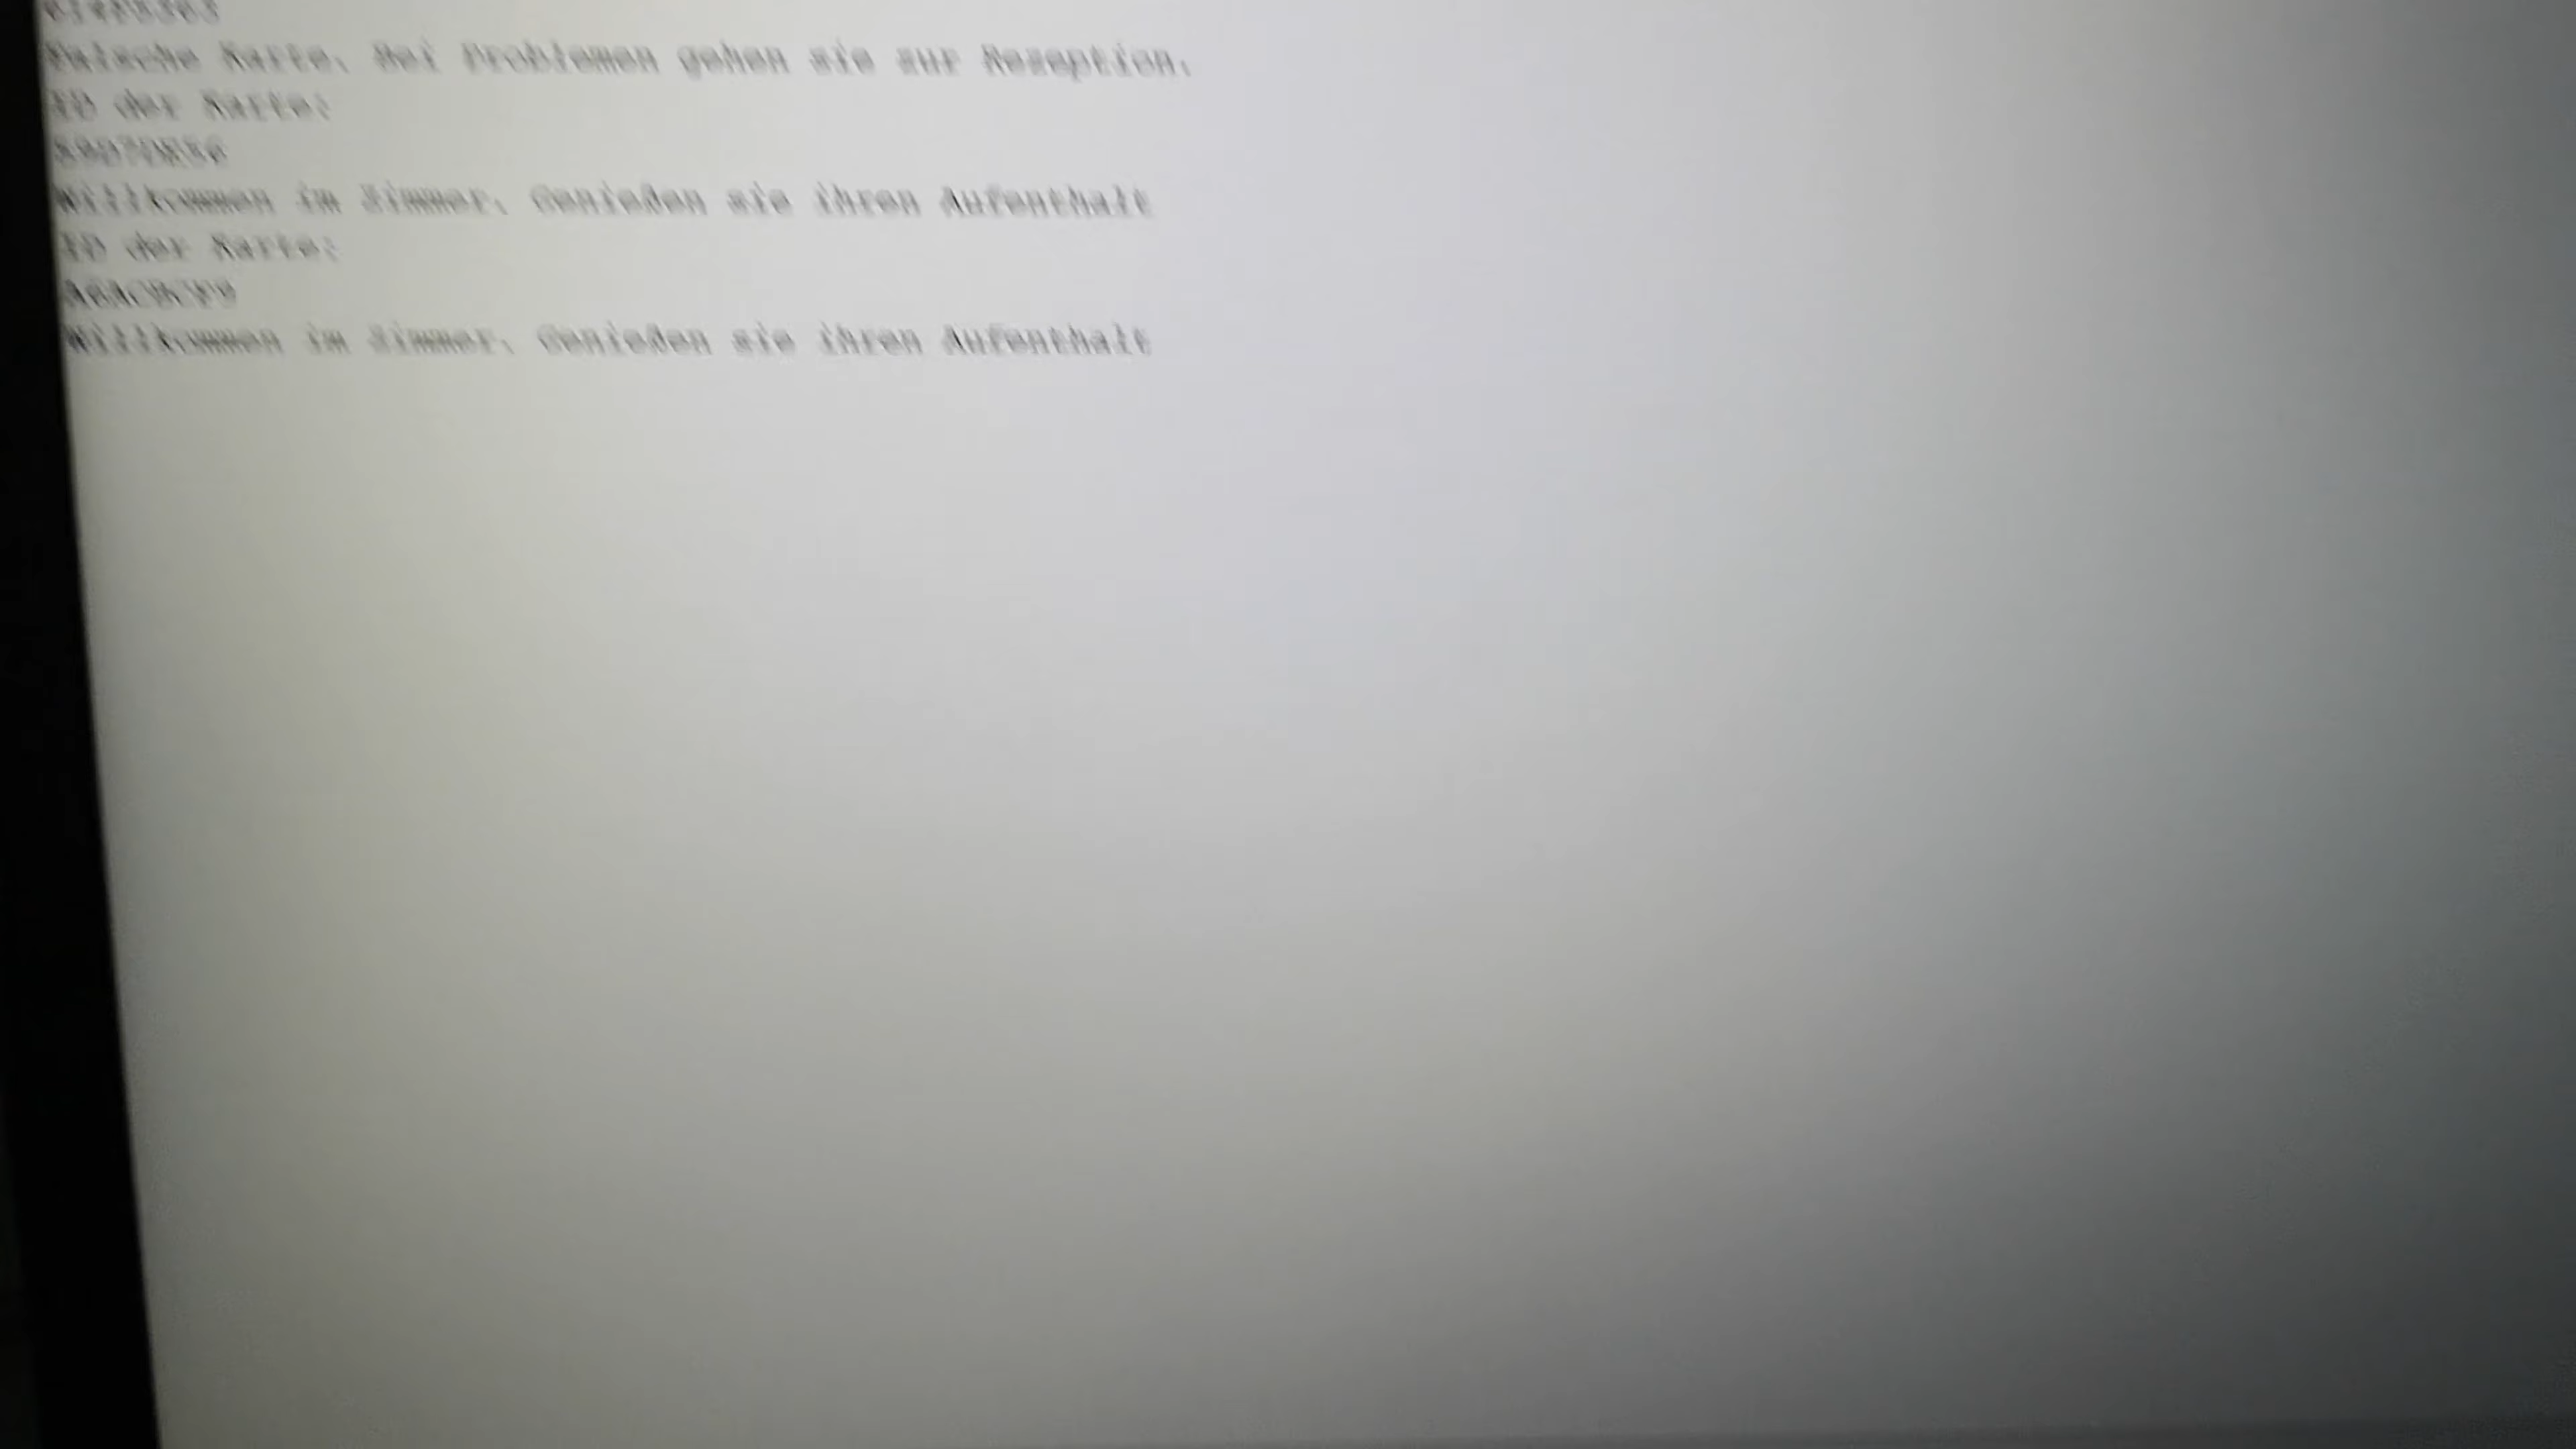 Falsche Karte. Bei Problemen gehen sie zur Rezeption.
ID der Karte:
Willkommen im Zimmer. Genießen sie ihren Aufenthalt
ID der Karte:
Willkommen im Zimmer. Genießen sie ihren Aufenthalt